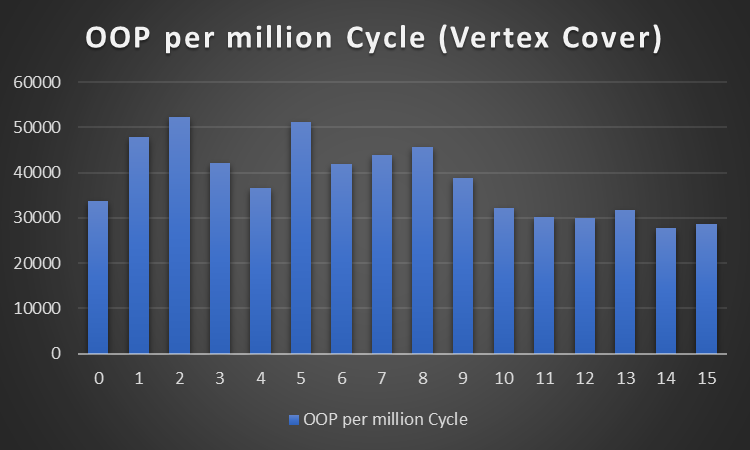 OOP per million Cycle (Vertex Cover)
60000
50000
40000
30000
20000
10000
0
0 1 2 3 4 5 6 7 8 9 10 11 12 13 14 15
OOP per million Cycle